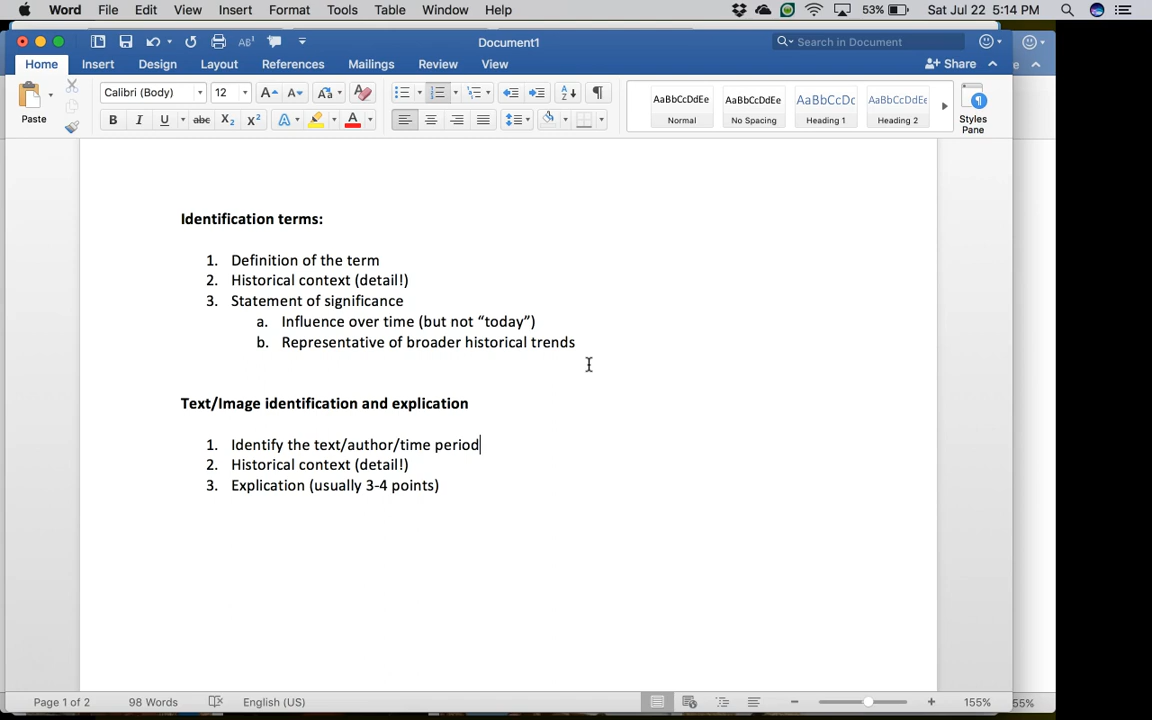 Word File Edit View Insert Format Tools Table Window Help 53% Sat Jul 22 5:14 PM
Document1 Search in Document
Home Insert Design Layout References Mailings Review View Share
Calibri (Body) 12 AaBbCcDdEe AaBbCcDdEe AaBbCcDc AaBbCcDdEe
Paste Normal No Spacing Heading 1 Heading 2 Styles Pane
Identification terms:
1. Definition of the term
2. Historical context (detail!)
3. Statement of significance
a. Influence over time (but not “today”)
b. Representative of broader historical trends
Text/Image identification and explication
1. Identify the text/author/time period
2. Historical context (detail!)
3. Explication (usually 3-4 points)
Page 1 of 2 98 Words English (US) 155% 55%